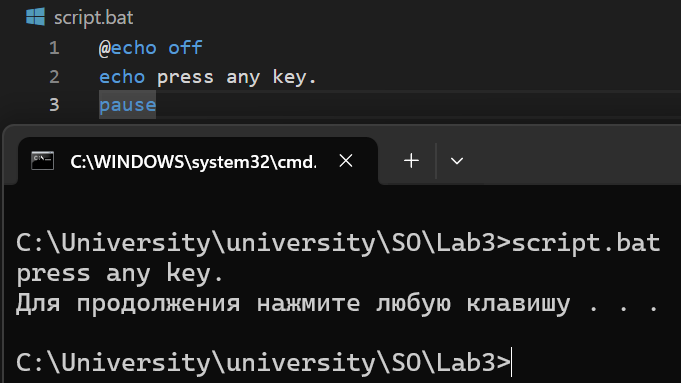 script.bat
1 @echo off
2 echo press any key.
3 pause
C:\WINDOWS\system32\cmd.
C:\University\university\SO\Lab3>script.bat
press any key.
Для продолжения нажмите любую клавишу . . .
C:\University\university\SO\Lab3>